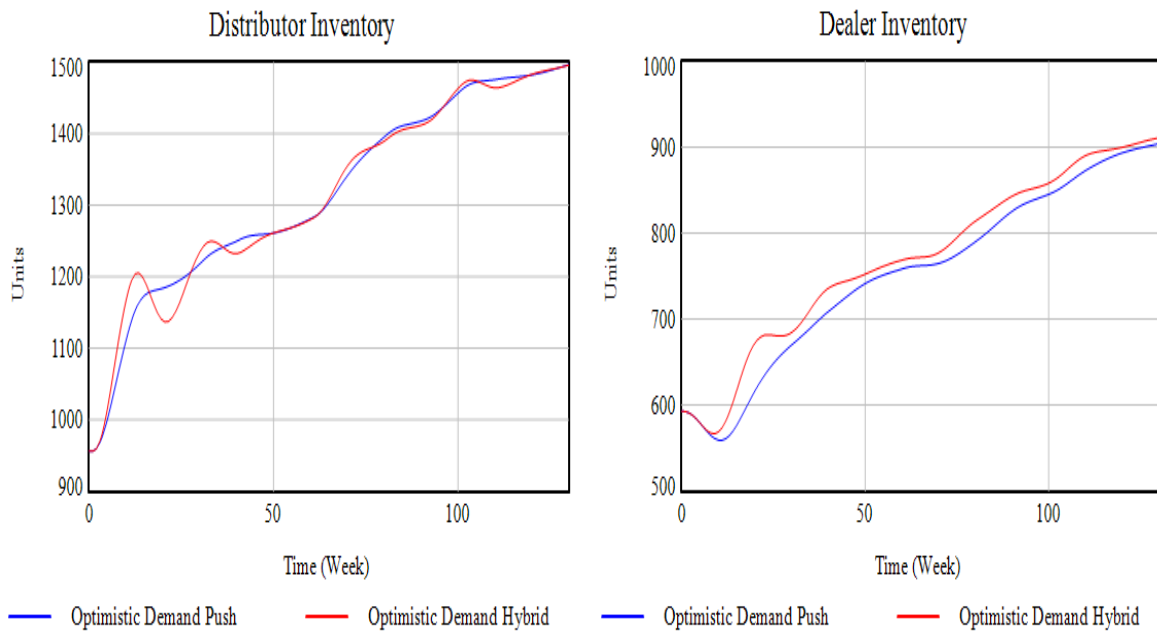 Distributor Inventory
1500
1400
1300
1200
1100
1000
900
Units
0 50 100
Time (Week)
Optimistic Demand Push Optimistic Demand Hybrid
Dealer Inventory
1000
900
800
700
600
500
Units
0 50 100
Time (Week)
Optimistic Demand Push Optimistic Demand Hybrid